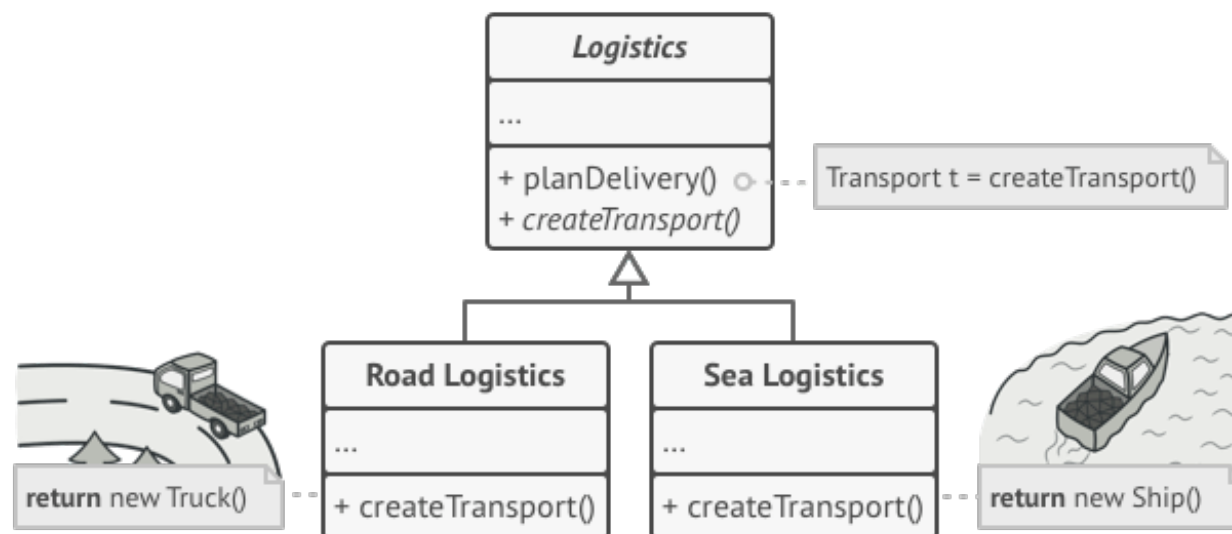 Logistics
...
+ planDelivery()
Transport t = createTransport()
+ createTransport()
Road Logistics
...
+ createTransport()
return new Truck()
Sea Logistics
...
+ createTransport()
return new Ship()